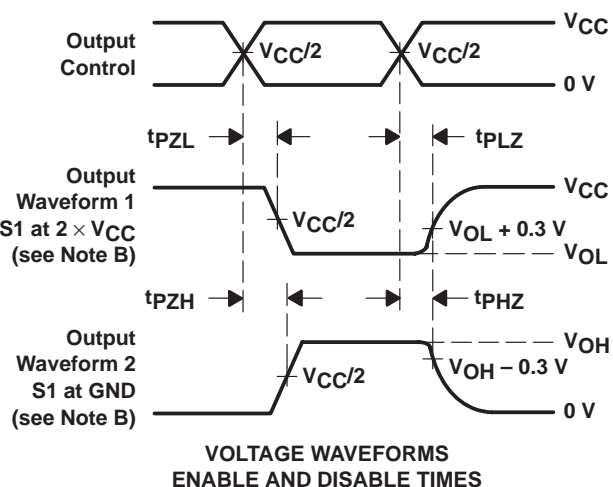 Output
Control
VCC/2
VCC/2
VCC
0 V
tPZL
tPLZ
Output
Waveform 1
S1 at 2 × VCC
(see Note B)
VCC/2
VCC
VOL + 0.3 V
VOL
tPZH
tPHZ
Output
Waveform 2
S1 at GND
(see Note B)
VCC/2
VOH
VOH − 0.3 V
0 V
VOLTAGE WAVEFORMS
ENABLE AND DISABLE TIMES